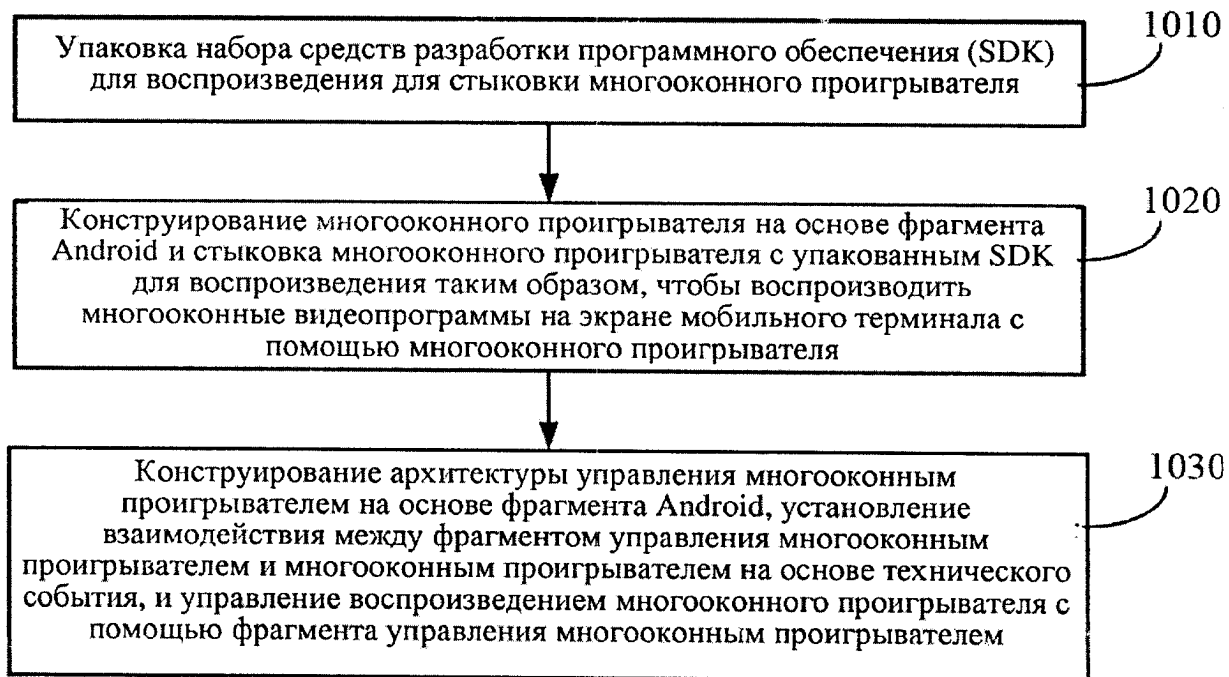 1010
Упаковка набора средств разработки программного обеспечения (SDK)
для воспроизведения для стыковки многооконного проигрывателя
1020
Конструирование многооконного проигрывателя на основе фрагмента
Android и стыковка многооконного проигрывателя с упакованным SDK
для воспроизведения таким образом, чтобы воспроизводить
многооконные видеопрограммы на экране мобильного терминала с
помощью многооконного проигрывателя
1030
Конструирование архитектуры управления многооконным
проигрывателем на основе фрагмента Android, установление
взаимодействия между фрагментом управления многооконным
проигрывателем и многооконным проигрывателем на основе технического
события, и управление воспроизведением многооконного проигрывателя с
помощью фрагмента управления многооконным проигрывателем